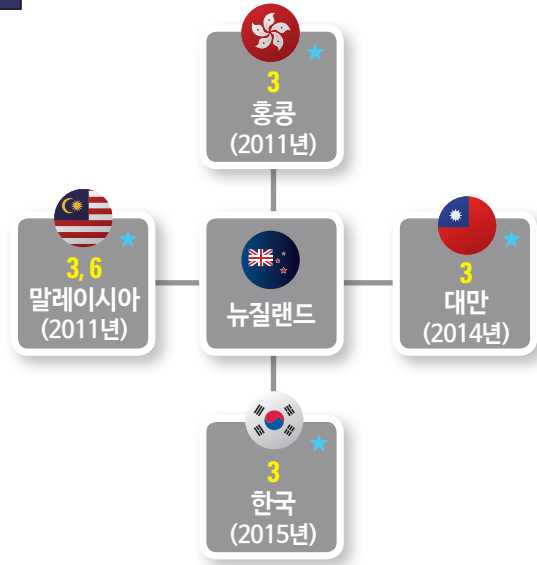 3
홍콩
(2011년)
3, 6
말레이시아
(2011년)
뉴질랜드
3
대만
(2014년)
3
한국
(2015년)